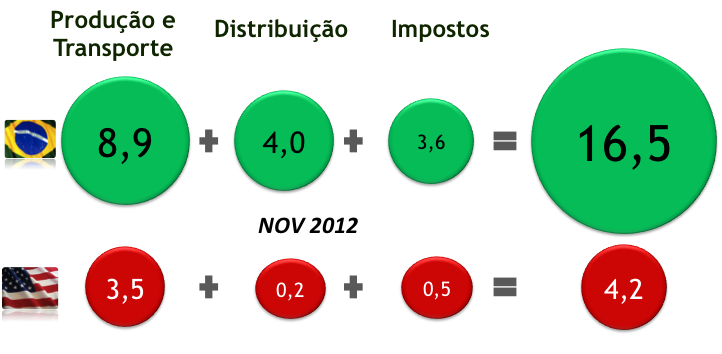 Produção e
Transporte
Distribuição
Impostos
8,9 + 4,0 + 3,6 = 16,5
NOV 2012
3,5 + 0,2 + 0,5 = 4,2